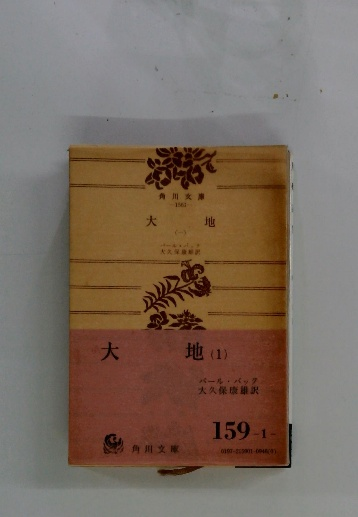 角川文庫
大 地
(一)
パール・バック
大久保康雄訳
大 地 (1)
パール・バック
大久保康雄訳
159-1-
角川文庫